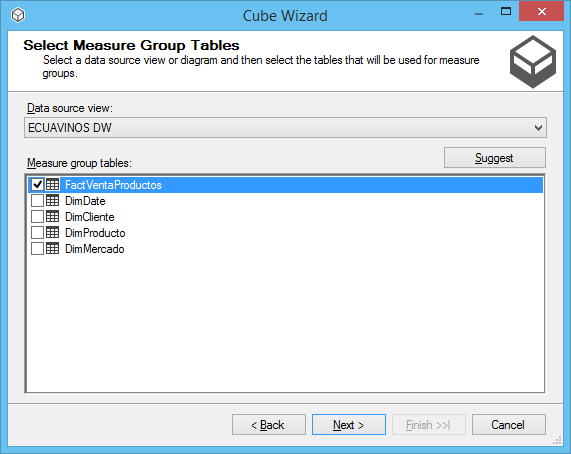 Cube Wizard
Select Measure Group Tables
Select a data source view or diagram and then select the tables that will be used for measure
groups.
Data source view:
ECUAVINOS DW
Suggest
Measure group tables:
FactVentaProductos
DimDate
DimCliente
DimProducto
DimMercado
< Back
Next >
Finish >>|
Cancel